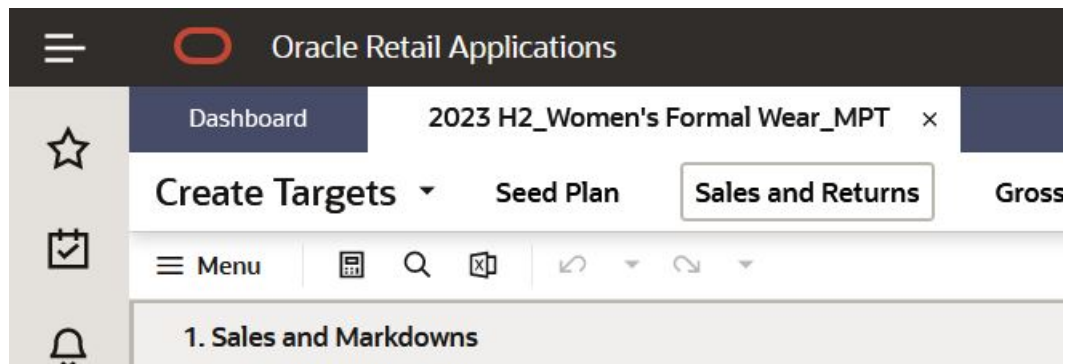 Oracle Retail Applications
Dashboard 2023 H2_Women's Formal Wear_MPT ×
Create Targets Seed Plan Sales and Returns Gross
Menu
1. Sales and Markdowns